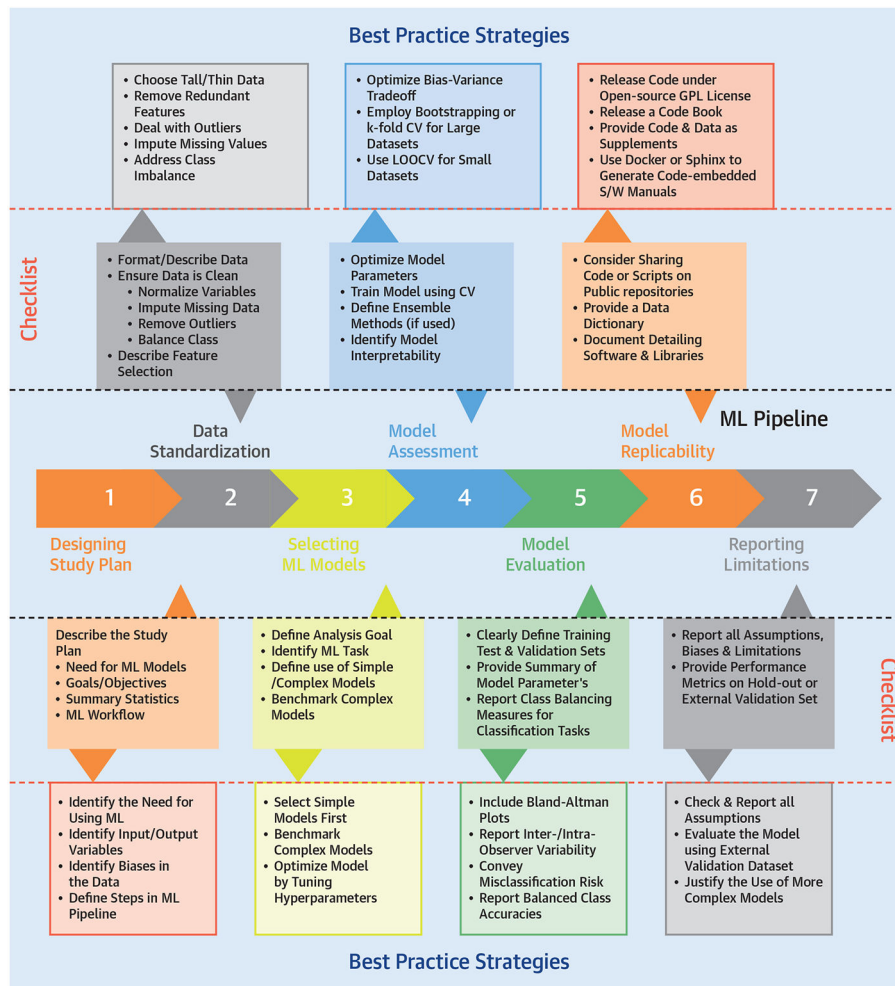 Best Practice Strategies
• Choose Tall/Thin Data
• Remove Redundant
Features
• Deal with Outliers
• Impute Missing Values
• Address Class
Imbalance
• Optimize Bias-Variance
Tradeoff
• Employ Bootstrapping or
k-fold CV for Large
Datasets
• Use LOOCV for Small
Datasets
• Release Code under
Open-source GPL License
• Release a Code Book
• Provide Code & Data as
Supplements
• Use Docker or Sphinx to
Generate Code-embedded
S/W Manuals
Checklist
• Format/Describe Data
• Ensure Data is Clean
• Normalize Variables
• Impute Missing Data
• Remove Outliers
• Balance Class
• Describe Feature
Selection
• Optimize Model
Parameters
• Train Model using CV
• Define Ensemble
Methods (if used)
• Identify Model
Interpretability
• Consider Sharing
Code or Scripts on
Public repositories
• Provide a Data
Dictionary
• Document Detailing
Software & Libraries
ML Pipeline
Data
Standardization
Model
Assessment
Model
Replicability
1
2
3
4
5
6
7
Designing
Study Plan
Selecting
ML Models
Model
Evaluation
Reporting
Limitations
Describe the Study
Plan
• Need for ML Models
• Goals/Objectives
• Summary Statistics
• ML Workflow
• Define Analysis Goal
• Identify ML Task
• Define use of Simple
/Complex Models
• Benchmark Complex
Models
• Clearly Define Training
Test & Validation Sets
• Provide Summary of
Model Parameter's
• Report Class Balancing
Measures for
Classification Tasks
• Report all Assumptions,
Biases & Limitations
• Provide Performance
Metrics on Hold-out or
External Validation Set
Checklist
• Identify the Need for
Using ML
• Identify Input/Output
Variables
• Identify Biases in
the Data
• Define Steps in ML
Pipeline
• Select Simple
Models First
• Benchmark
Complex Models
• Optimize Model
by Tuning
Hyperparameters
• Include Bland-Altman
Plots
• Report Inter-/Intra-
Observer Variability
• Convey
Misclassification Risk
• Report Balanced Class
Accuracies
• Check & Report all
Assumptions
• Evaluate the Model
using External
Validation Dataset
• Justify the Use of More
Complex Models
Best Practice Strategies